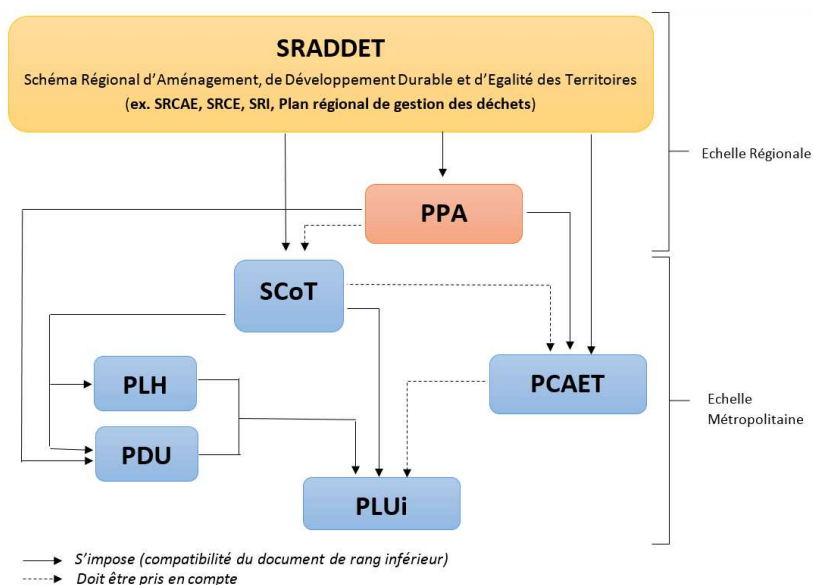 SRADDET
Schéma Régional d'Aménagement, de Développement Durable et d'Egalité des Territoires
(ex. SRCAE, SRCE, SRI, Plan régional de gestion des déchets)
Echelle Régionale
PPA
SCoT
PLH
PCAET
Echelle
Métropolitaine
PDU
PLUi
S'impose (compatibilité du document de rang inférieur)
Doit être pris en compte